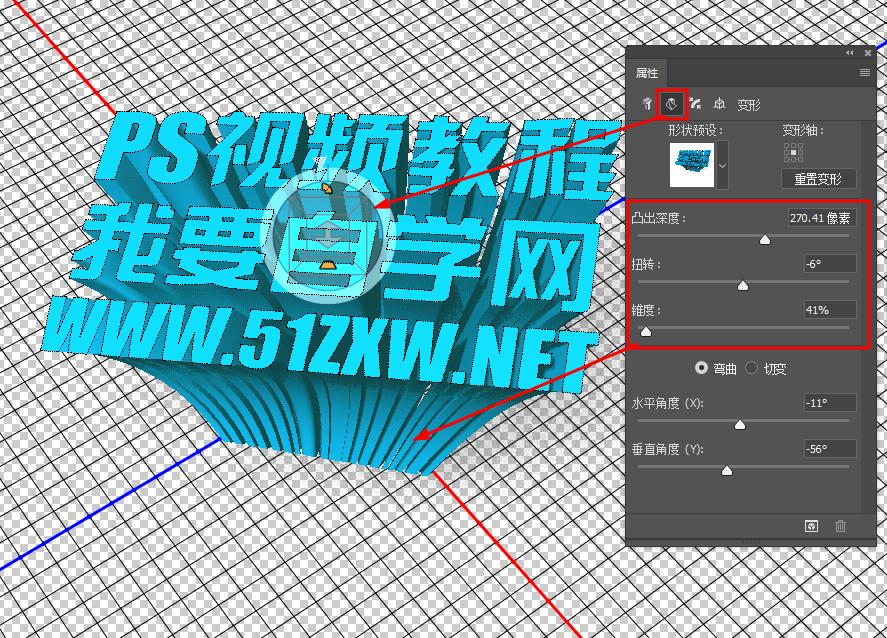 PS视频教程
我要自学网
WWW.51ZXW.NET
属性
变形
形状预设：
变形轴：
重置变形
凸出深度：
270.41 像素
扭转：
-6°
锥度：
41%
弯曲 切变
水平角度 (X):
-11°
垂直角度 (Y):
-56°